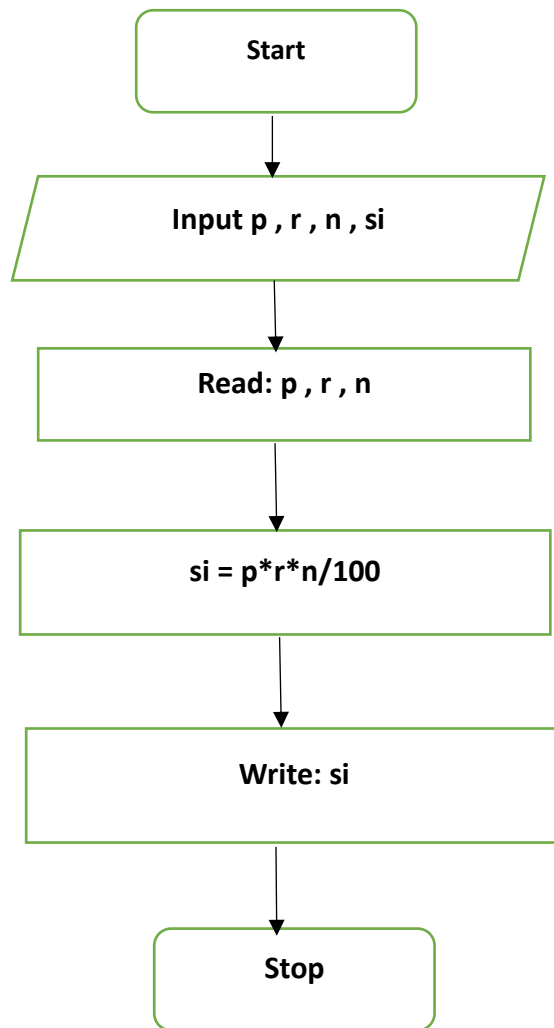 Start
Input p , r , n , si
Read: p , r , n
si = p*r*n/100
Write: si
Stop